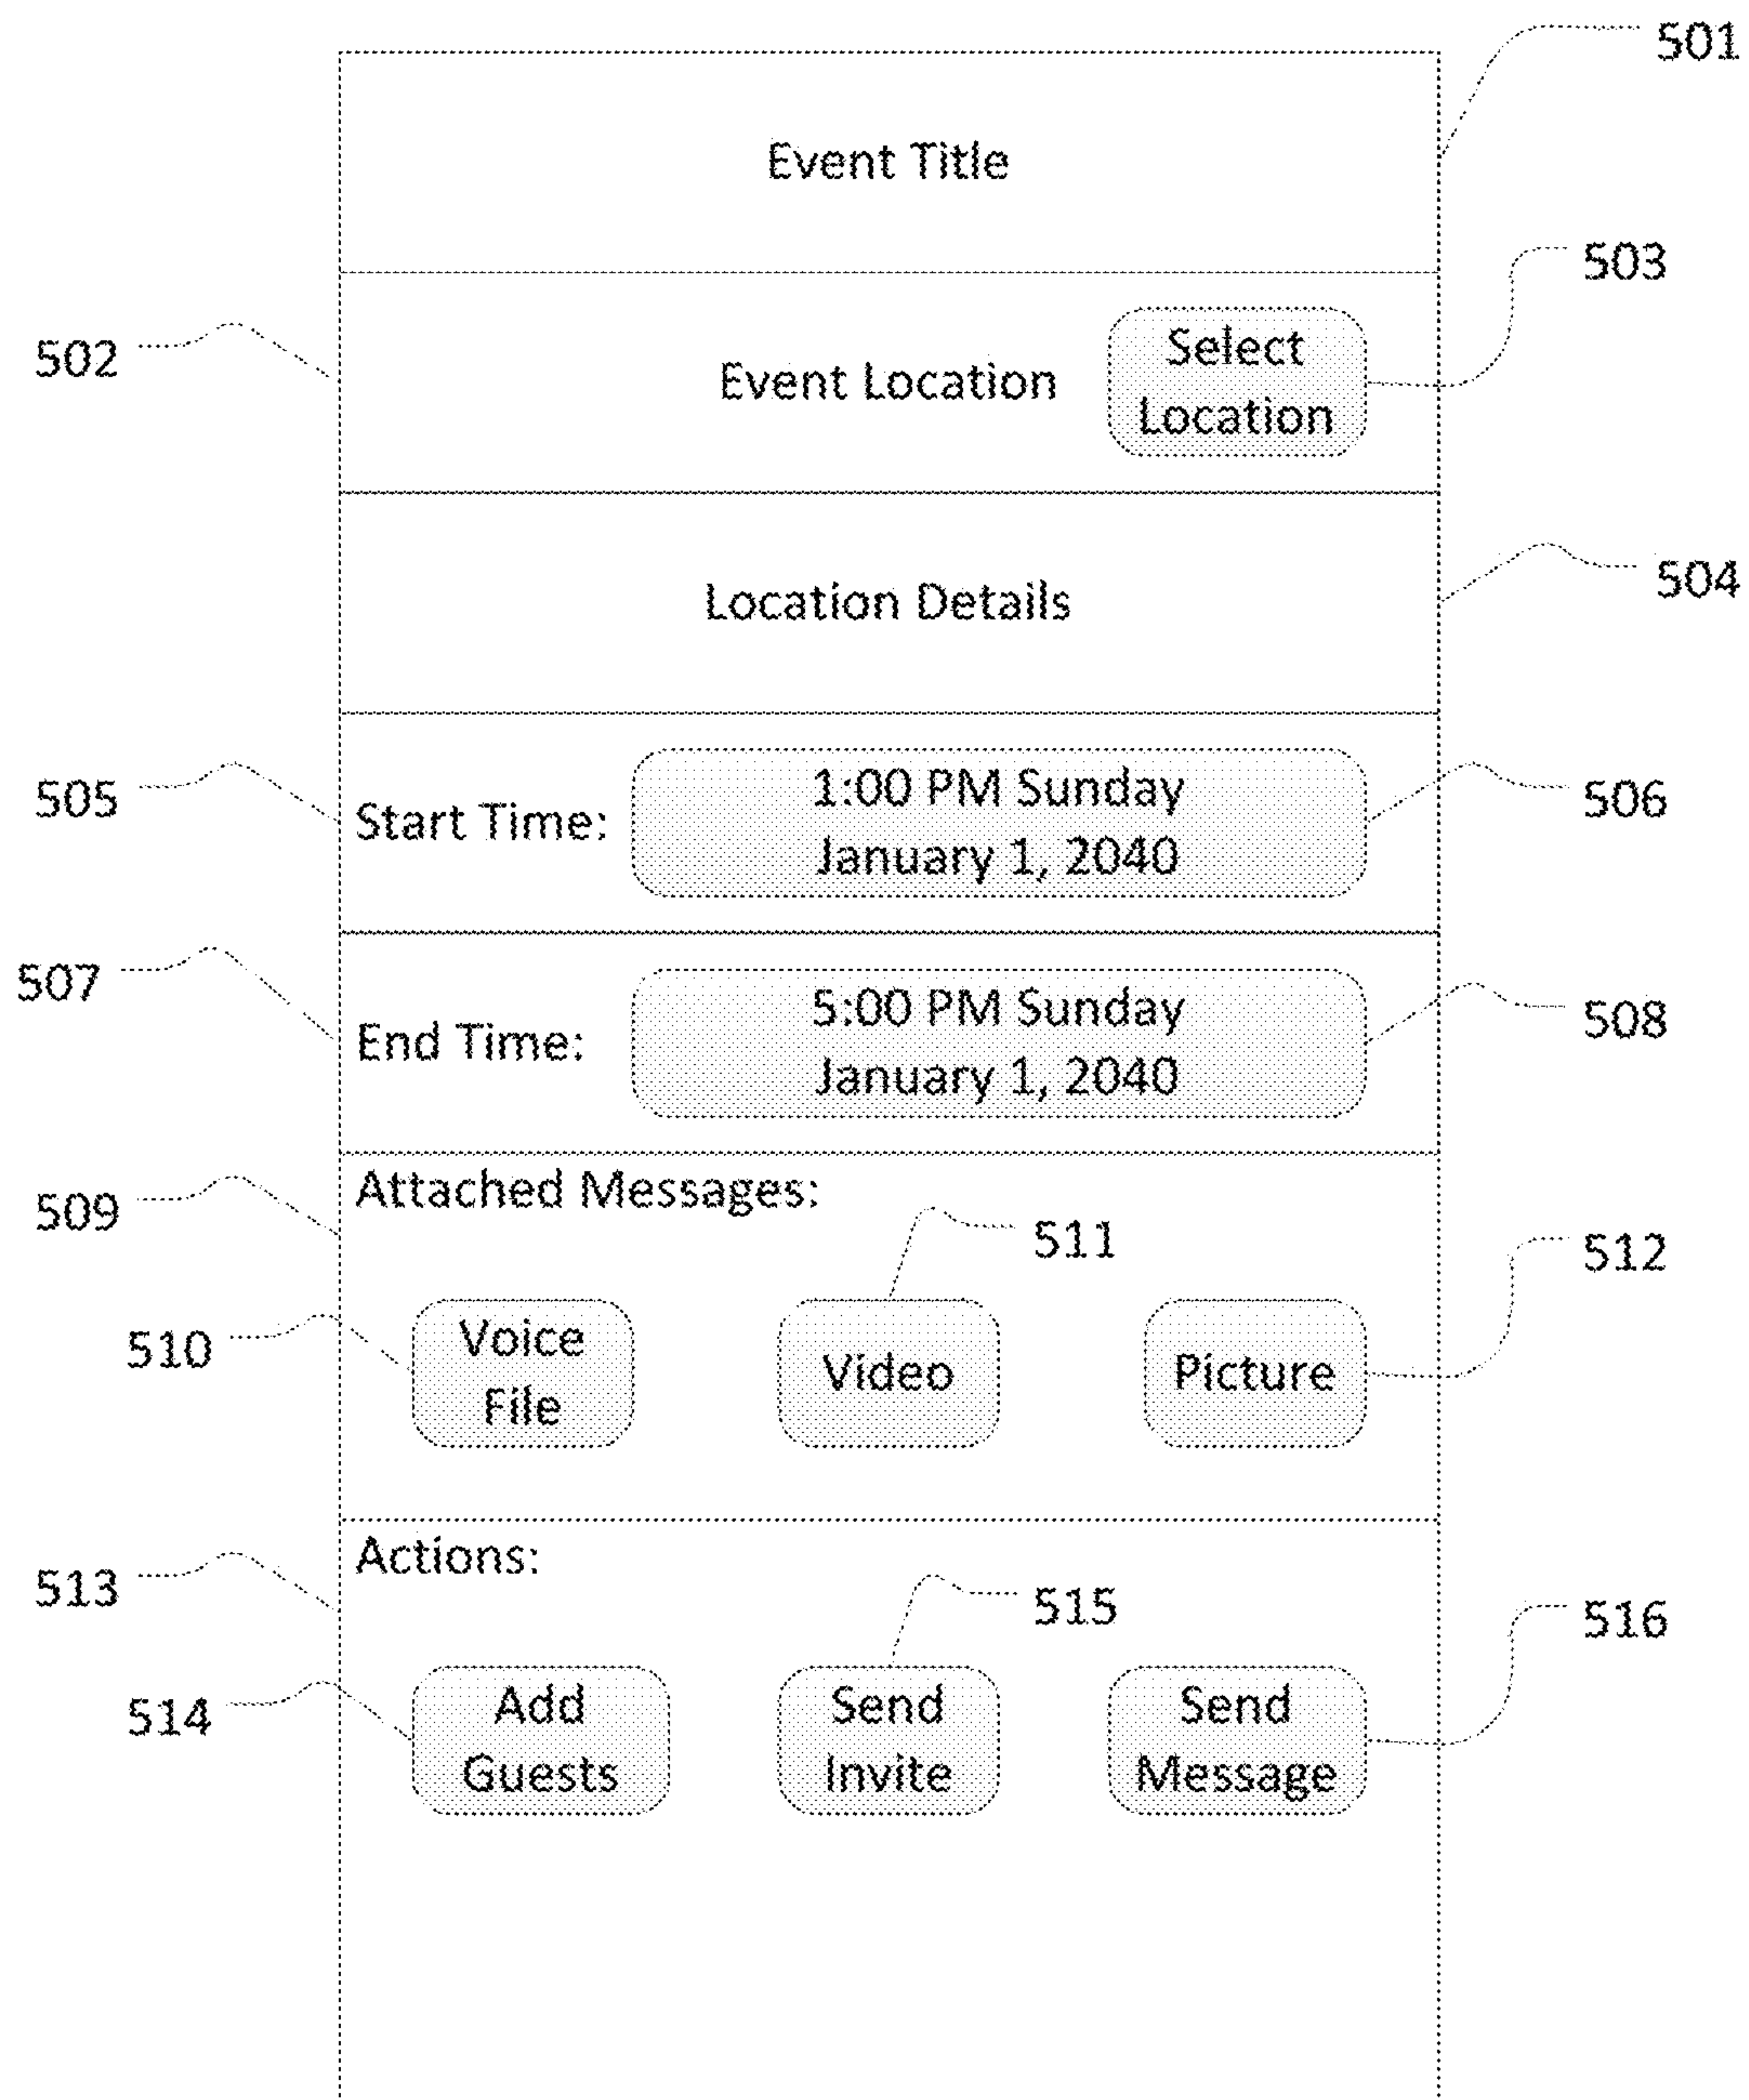 501
Event Title
503
502
Event Location
Select
Location
504
Location Details
505
Start Time:
1:00 PM Sunday
January 1, 2040
506
507
End Time:
5:00 PM Sunday
January 1, 2040
508
509
Attached Messages:
511
512
510
Voice
File
Video
Picture
513
Actions:
515
516
514
Add
Guests
Send
Invite
Send
Message